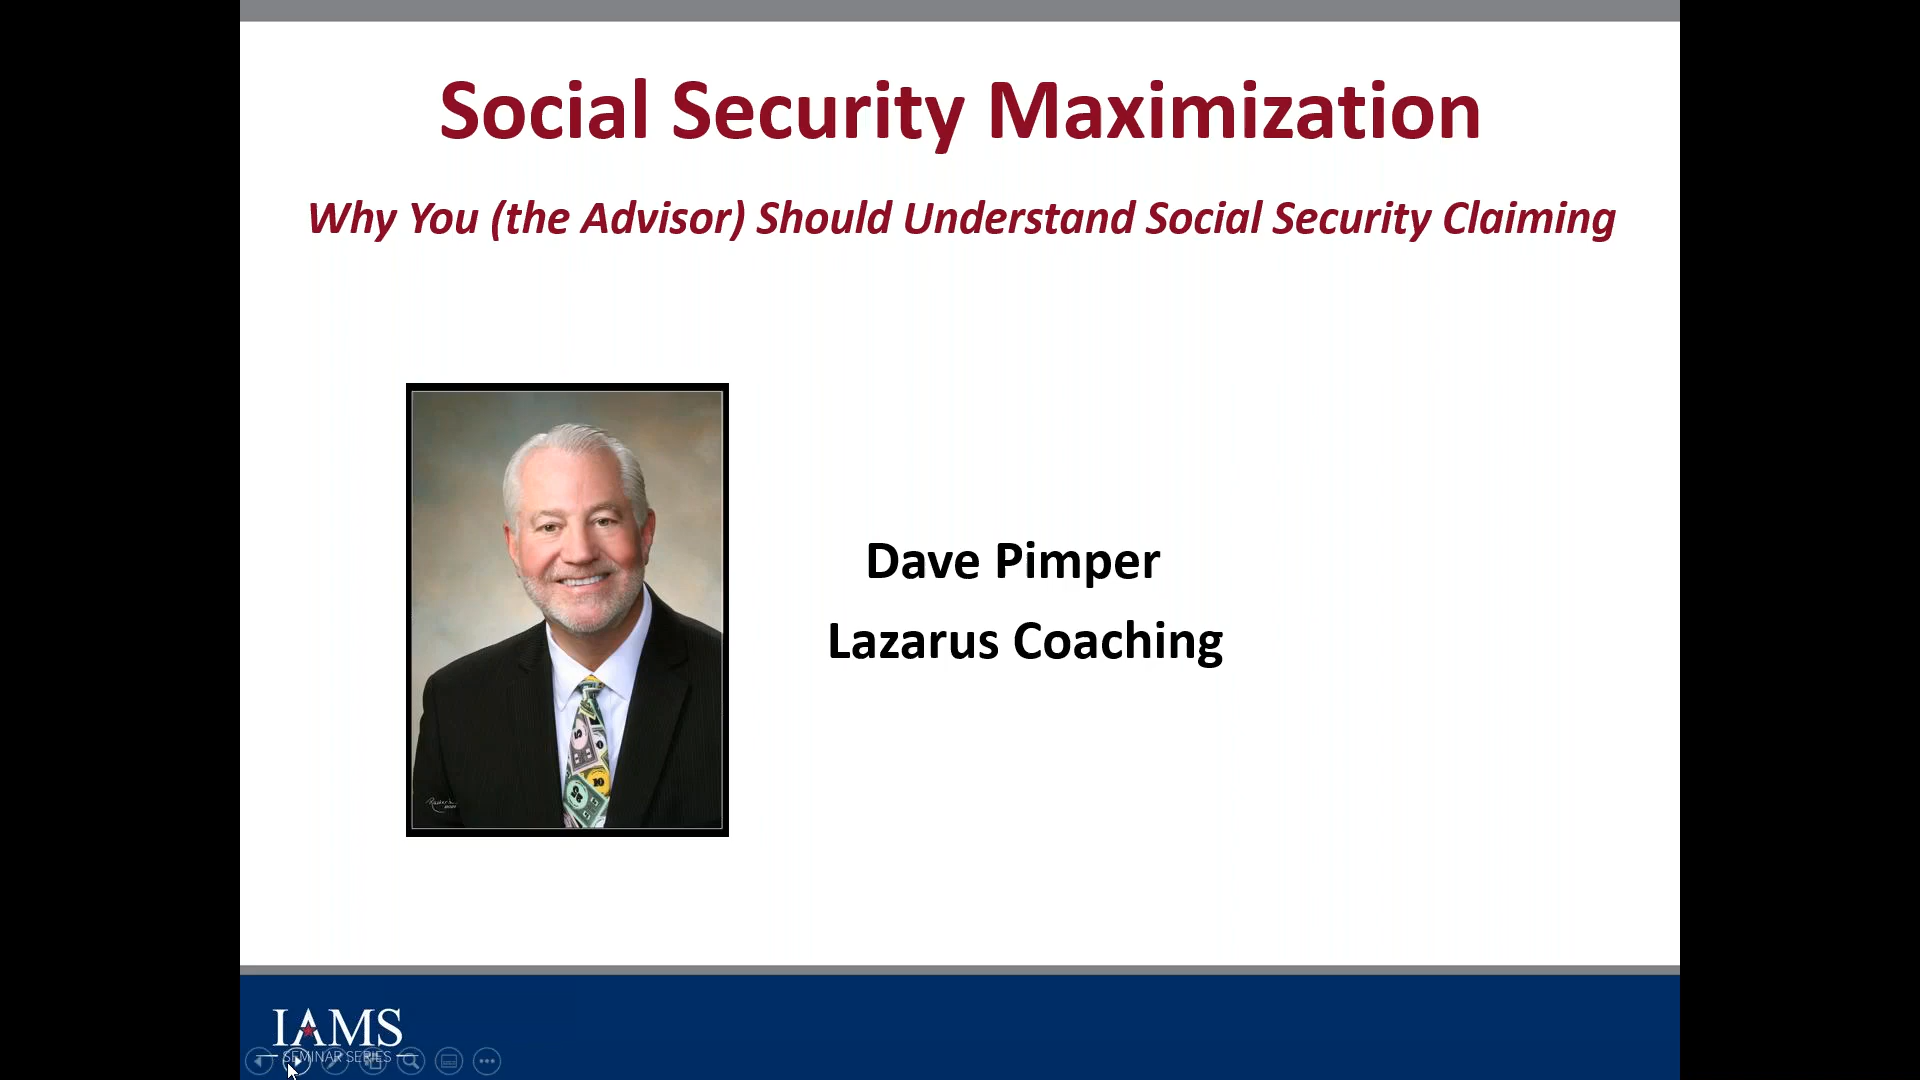 Social Security Maximization
Why You (the Advisor) Should Understand Social Security Claiming
Dave Pimper
Lazarus Coaching
IAMS
SEMINAR SERIES